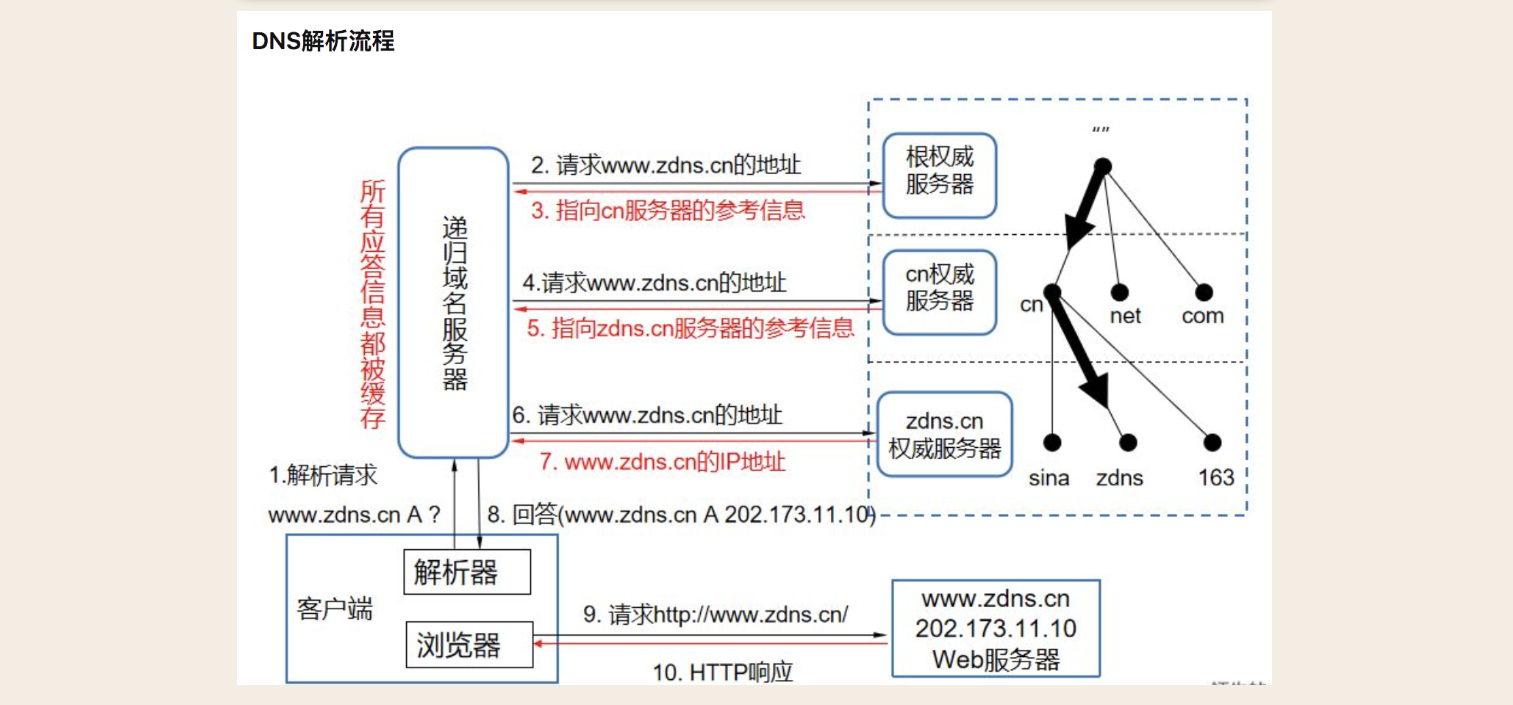 DNS解析流程
“”
2. 请求www.zdns.cn的地址
根权威
服务器
3. 指向cn服务器的参考信息
所有应答信息都被缓存
递归域名服务器
4.请求www.zdns.cn的地址
cn权威
服务器
5. 指向zdns.cn服务器的参考信息
cn
net
com
6. 请求www.zdns.cn的地址
zdns.cn
权威服务器
7. www.zdns.cn的IP地址
sina
zdns
163
1.解析请求
www.zdns.cn A ?
8. 回答(www.zdns.cn A 202.173.11.10)
解析器
客户端
浏览器
9. 请求http://www.zdns.cn/
10. HTTP响应
www.zdns.cn
202.173.11.10
Web服务器